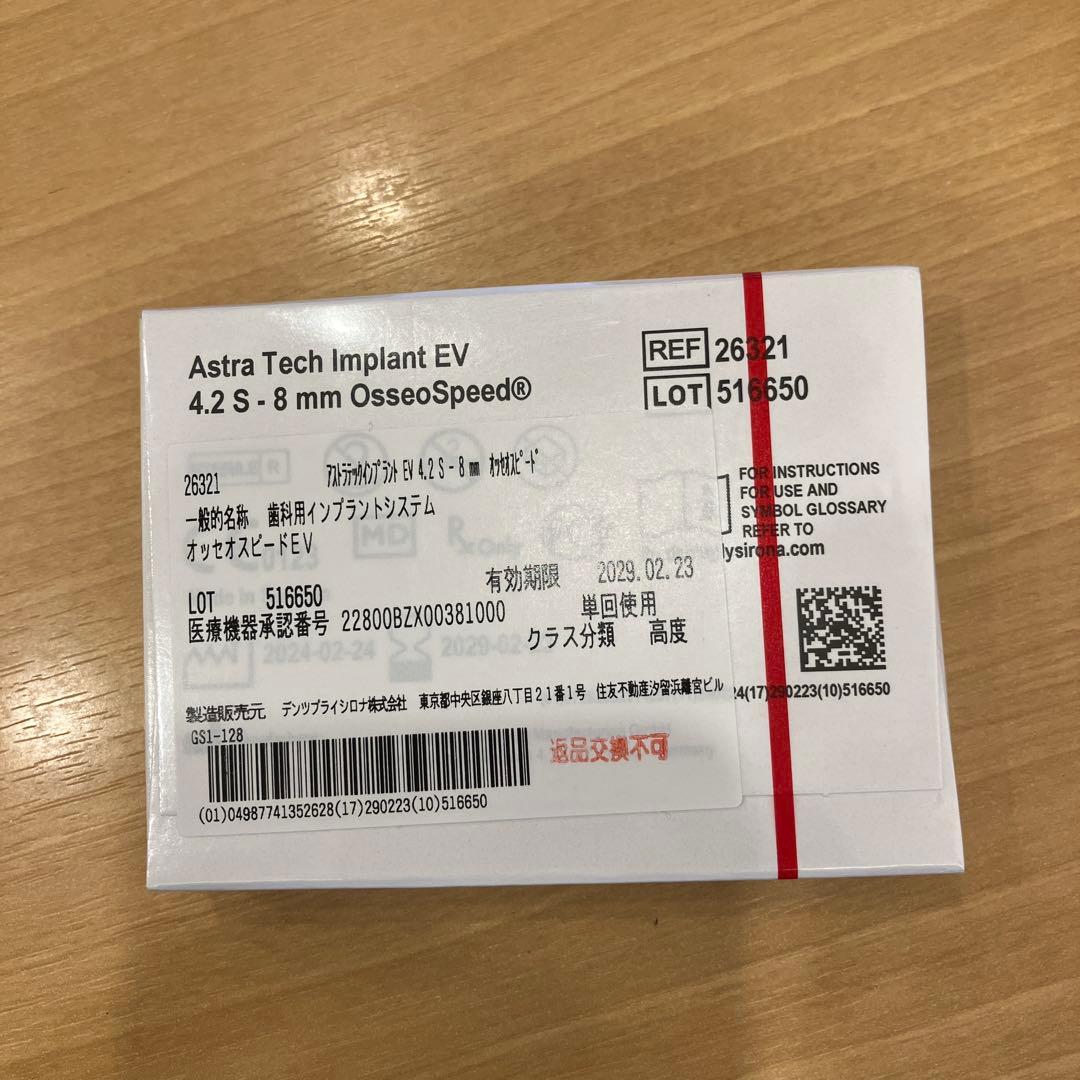 Astra Tech Implant EV
4.2 S - 8 mm OsseoSpeed®
REF 26321
LOT 516650
26321 アストラテックインプラント EV 4.2 S - 8 mm オッセオスピード
一般的名称 歯科用インプラントシステム
オッセオスピードEV
有効期限 2029.02.23
LOT 516650
単回使用
医療機器承認番号 22800BZX00381000
クラス分類 高度
製造販売元 デンツプライシロナ株式会社 東京都中央区銀座八丁目21番1号 住友不動産汐留浜離宮ビル
GS1-128
返品交換不可
(01)04987741352628(17)290223(10)516650
FOR INSTRUCTIONS
FOR USE AND
SYMBOL GLOSSARY
REFER TO
lysirona.com
24(17)290223(10)516650
MD
Rx Only
0123
2024-02-24